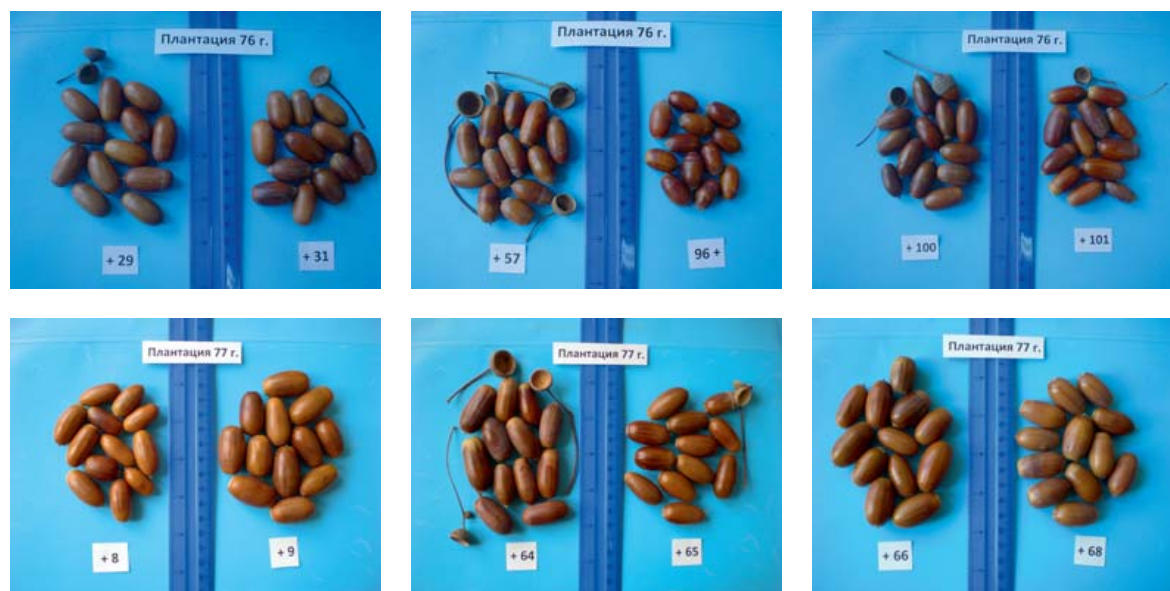 Плантация 76 г.
+ 29
+ 31
Плантация 76 г.
+ 57
96 +
Плантация 76 г.
+ 100
+ 101
Плантация 77 г.
+ 8
+ 9
Плантация 77 г.
+ 64
+ 65
Плантация 77 г.
+ 66
+ 68